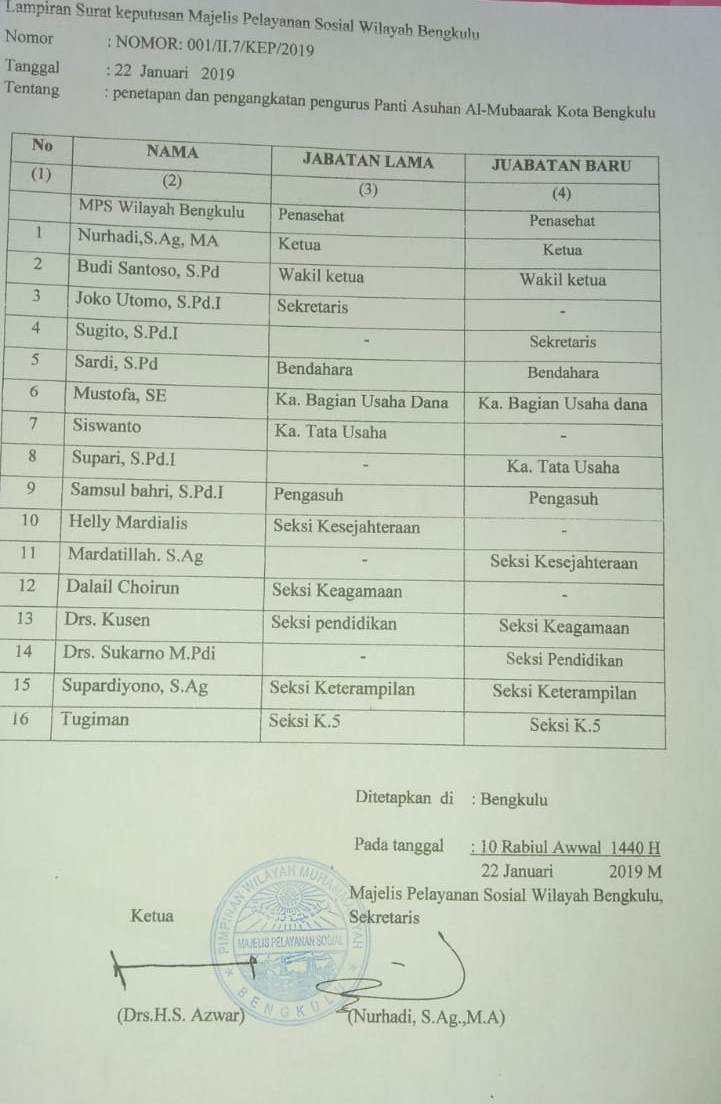 Lampiran Surat keputusan Majelis Pelayanan Sosial Wilayah Bengkulu
Nomor : NOMOR: 001/II.7/KEP/2019
Tanggal : 22 Januari 2019
Tentang : penetapan dan pengangkatan pengurus Panti Asuhan Al-Mubaarak Kota Bengkulu
No NAMA JABATAN LAMA JUABATAN BARU
(1) (2) (3) (4)
MPS Wilayah Bengkulu Penasehat Penasehat
1 Nurhadi,S.Ag, MA Ketua Ketua
2 Budi Santoso, S.Pd Wakil ketua Wakil ketua
3 Joko Utomo, S.Pd.I Sekretaris -
4 Sugito, S.Pd.I - Sekretaris
5 Sardi, S.Pd Bendahara Bendahara
6 Mustofa, SE Ka. Bagian Usaha Dana Ka. Bagian Usaha dana
7 Siswanto Ka. Tata Usaha -
8 Supari, S.Pd.I - Ka. Tata Usaha
9 Samsul bahri, S.Pd.I Pengasuh Pengasuh
10 Helly Mardialis Seksi Kesejahteraan -
11 Mardatillah. S.Ag - Seksi Kesejahteraan
12 Dalail Choirun Seksi Keagamaan -
13 Drs. Kusen Seksi pendidikan Seksi Keagamaan
14 Drs. Sukarno M.Pdi - Seksi Pendidikan
15 Supardiyono, S.Ag Seksi Keterampilan Seksi Keterampilan
16 Tugiman Seksi K.5 Seksi K.5
Ditetapkan di : Bengkulu
Pada tanggal : 10 Rabiul Awwal 1440 H
22 Januari 2019 M
Majelis Pelayanan Sosial Wilayah Bengkulu,
Ketua Sekretaris
PIMPINAN WILAYAH MUHAMMADIYAH
MAJELIS PELAYANAN SOSIAL
BENGKULU
(Drs.H.S. Azwar) (Nurhadi, S.Ag.,M.A)